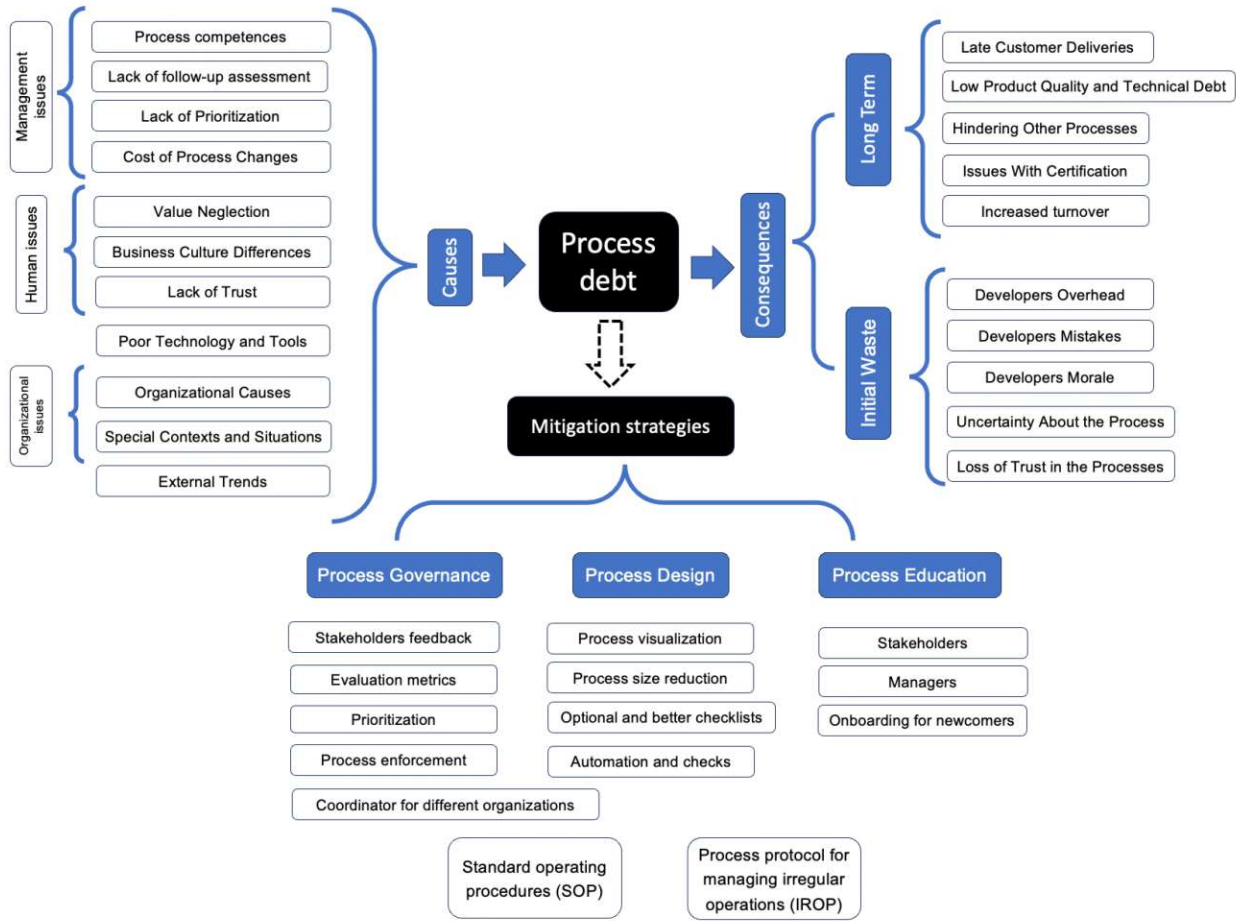 Management
issues
Process competences
Lack of follow-up assessment
Lack of Prioritization
Cost of Process Changes
Human issues
Value Neglection
Business Culture Differences
Lack of Trust
Poor Technology and Tools
Organizational
issues
Organizational Causes
Special Contexts and Situations
External Trends
Causes
Process
debt
Consequences
Long Term
Late Customer Deliveries
Low Product Quality and Technical Debt
Hindering Other Processes
Issues With Certification
Increased turnover
Initial Waste
Developers Overhead
Developers Mistakes
Developers Morale
Uncertainty About the Process
Loss of Trust in the Processes
Mitigation strategies
Process Governance
Stakeholders feedback
Evaluation metrics
Prioritization
Process enforcement
Coordinator for different organizations
Process Design
Process visualization
Process size reduction
Optional and better checklists
Automation and checks
Process Education
Stakeholders
Managers
Onboarding for newcomers
Standard operating
procedures (SOP)
Process protocol for
managing irregular
operations (IROP)